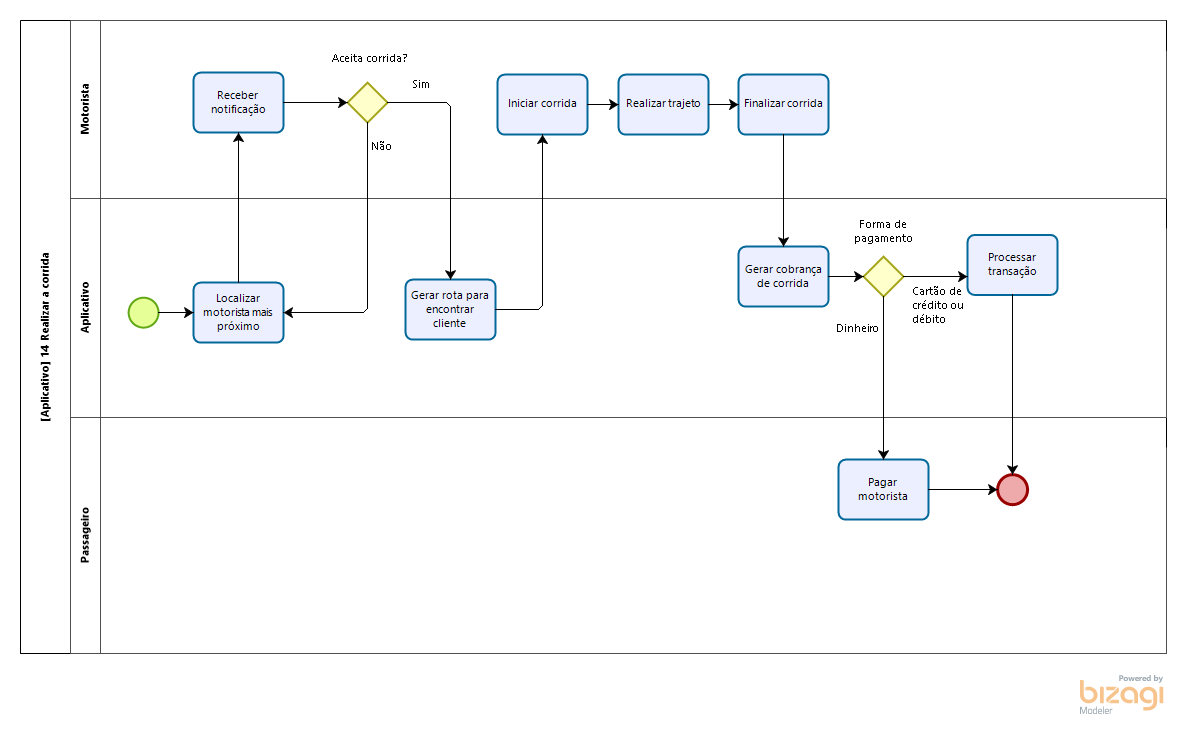 [Aplicativo] 14 Realizar a corrida
Motorista
Aceita corrida?
Receber
notificação
Sim
Não
Iniciar corrida
Realizar trajeto
Finalizar corrida
Aplicativo
Localizar
motorista mais
próximo
Gerar rota para
encontrar
cliente
Gerar cobrança
de corrida
Forma de
pagamento
Processar
transação
Cartão de
crédito ou
débito
Dinheiro
Passageiro
Pagar
motorista
Powered by
bizagi
Modeler